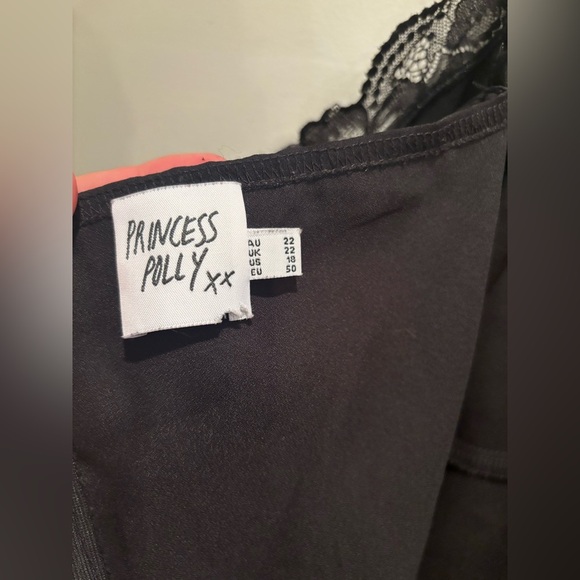 PRINCESS
POLLY xx
AU 22
UK 22
US 18
EU 50